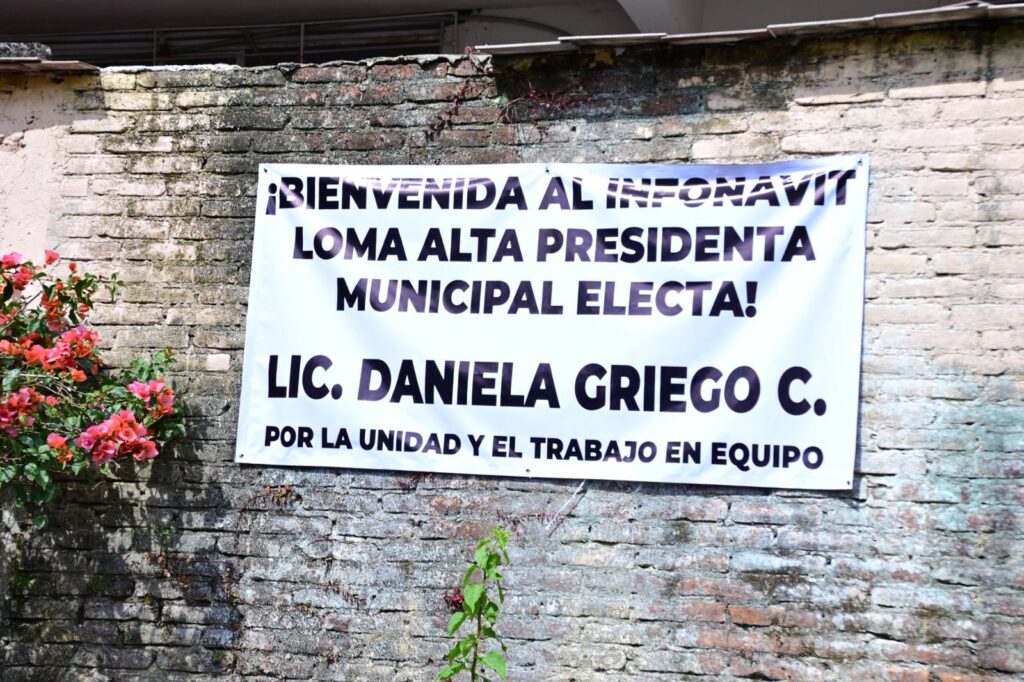 ¡BIENVENIDA AL INFONAVIT
LOMA ALTA PRESIDENTA
MUNICIPAL ELECTA!
LIC. DANIELA GRIEGO C.
POR LA UNIDAD Y EL TRABAJO EN EQUIPO